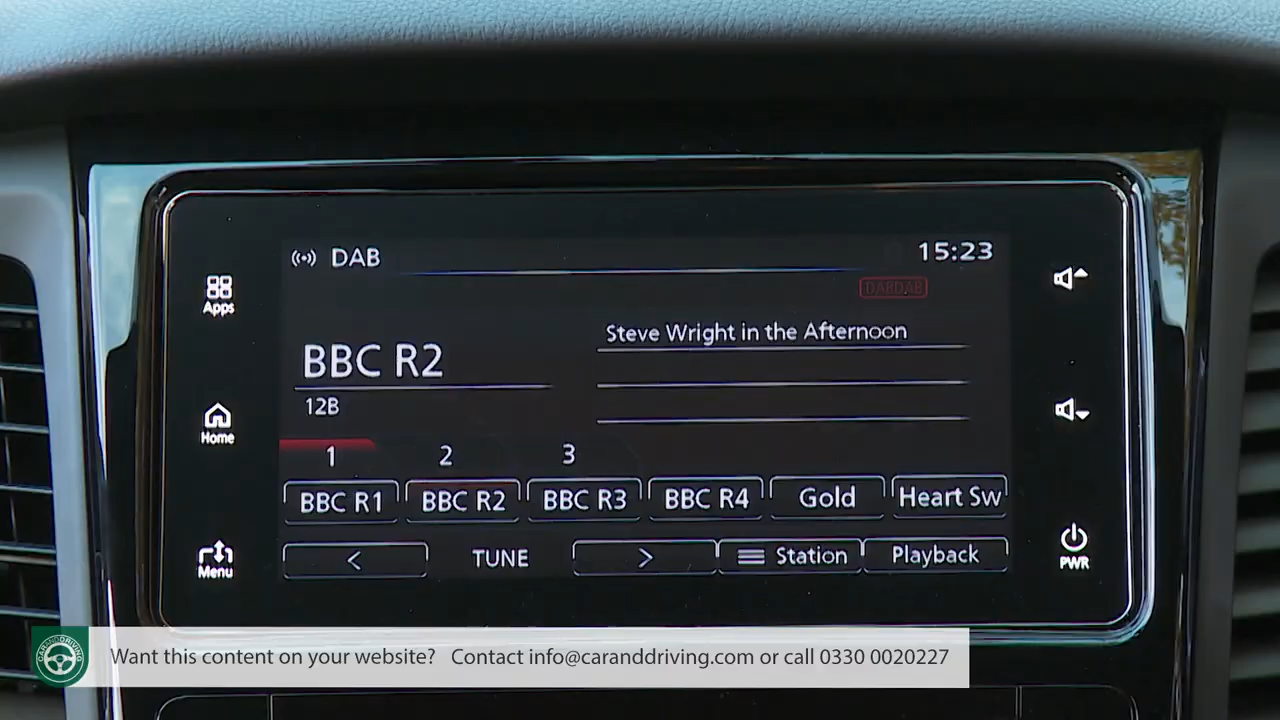 DAB
15:23
Apps
DABDAB
Steve Wright in the Afternoon
BBC R2
12B
Home
1 2 3
BBC R1 BBC R2 BBC R3 BBC R4 Gold Heart Sw
< TUNE > Station Playback
Menu
PWR
CARANDDRIVING
Want this content on your website? Contact info@caranddriving.com or call 0330 0020227